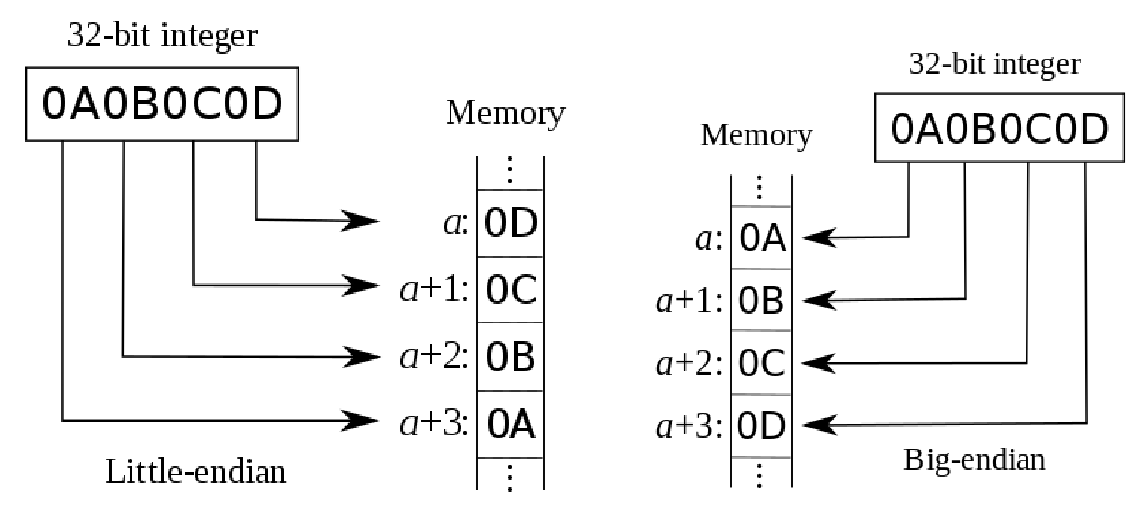 32-bit integer
0A0B0C0D
Memory
⋮
a: 0D
a+1: 0C
a+2: 0B
a+3: 0A
⋮
Little-endian
32-bit integer
0A0B0C0D
Memory
⋮
a: 0A
a+1: 0B
a+2: 0C
a+3: 0D
⋮
Big-endian